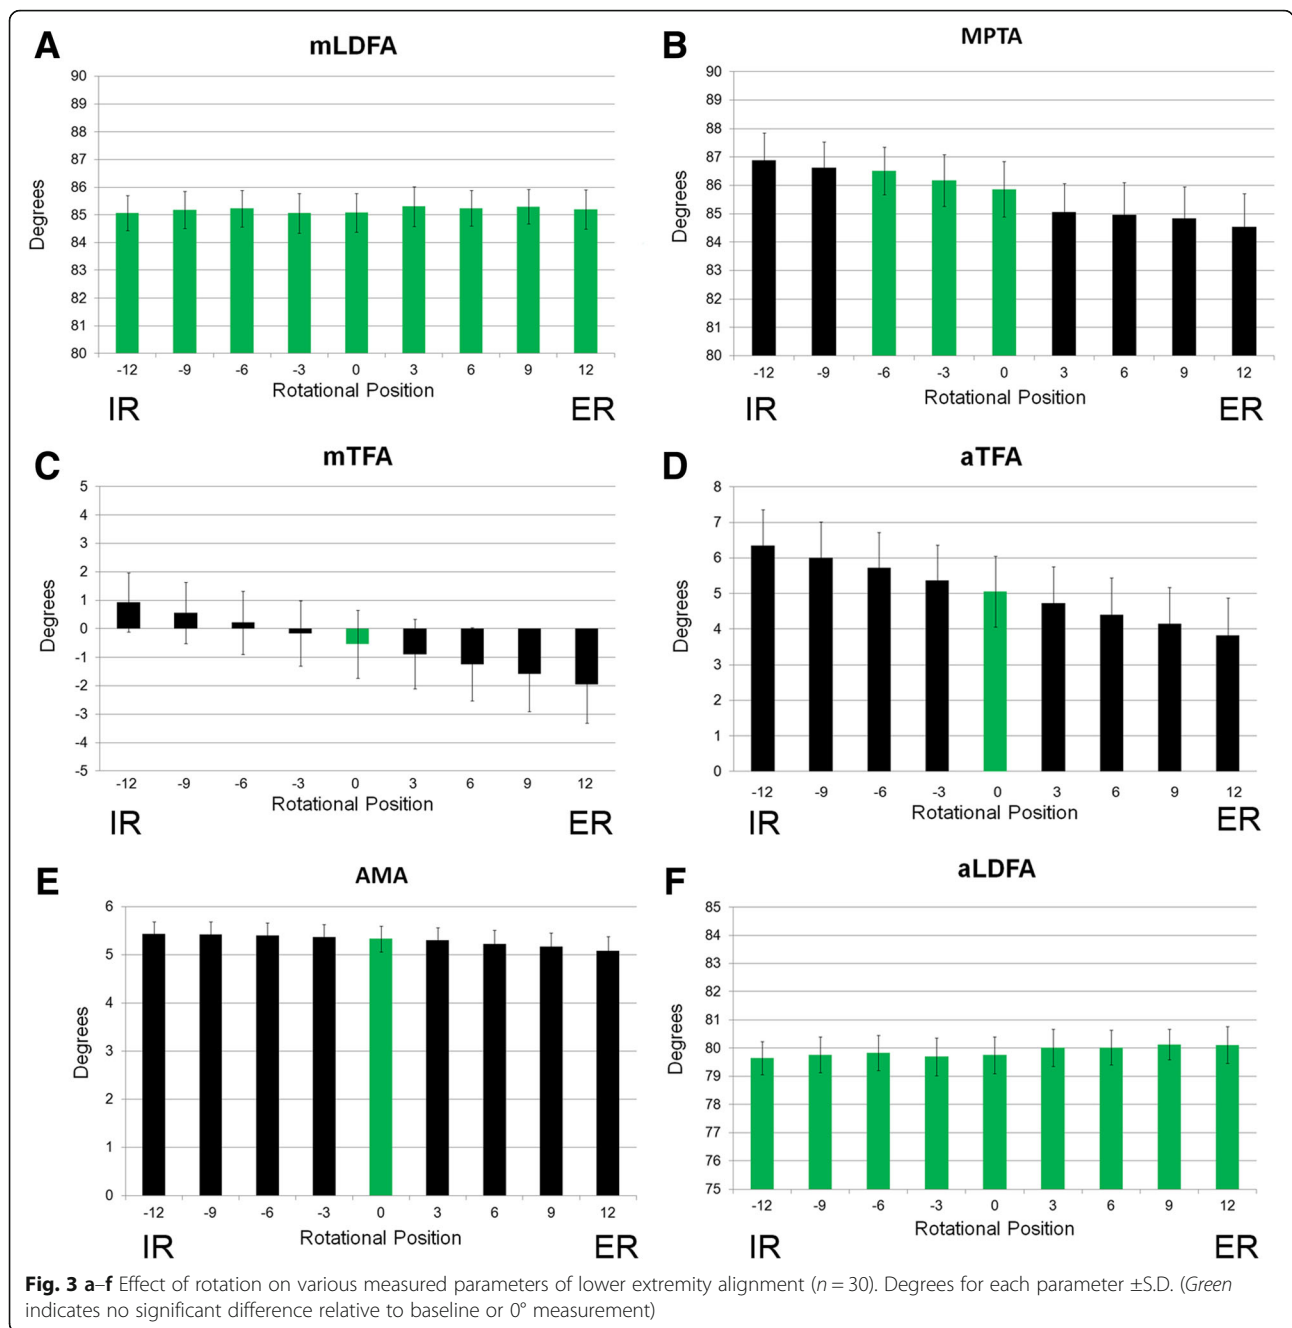 A
mLDFA
90
89
88
87
86
85
84
83
82
81
80
Degrees
-12 -9 -6 -3 0 3 6 9 12
Rotational Position
IR ER
B
MPTA
90
89
88
87
86
85
84
83
82
81
80
Degrees
-12 -9 -6 -3 0 3 6 9 12
Rotational Position
IR ER
C
mTFA
5
4
3
2
1
0
-1
-2
-3
-4
-5
Degrees
-12 -9 -6 -3 0 3 6 9 12
Rotational Position
IR ER
D
aTFA
8
7
6
5
4
3
2
1
0
Degrees
-12 -9 -6 -3 0 3 6 9 12
Rotational Position
IR ER
E
AMA
6
5
4
3
2
1
0
Degrees
-12 -9 -6 -3 0 3 6 9 12
Rotational Position
IR ER
F
aLDFA
85
84
83
82
81
80
79
78
77
76
75
Degrees
-12 -9 -6 -3 0 3 6 9 12
Rotational Position
IR ER
Fig. 3 a–f Effect of rotation on various measured parameters of lower extremity alignment (n = 30). Degrees for each parameter ±S.D. (Green
indicates no significant difference relative to baseline or 0° measurement)